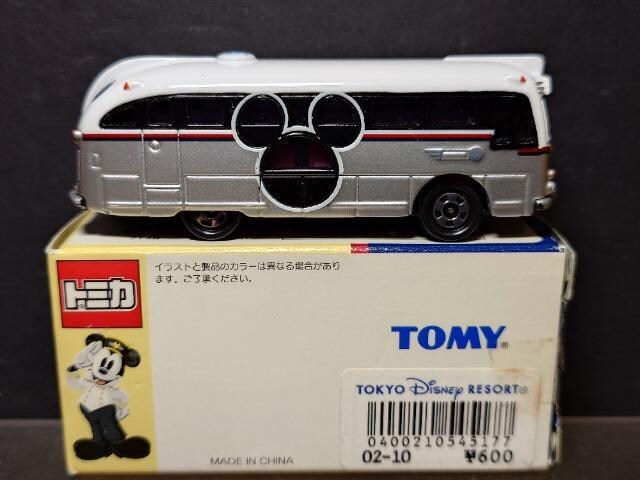 イラストと製品のカラーは異なる場合があり
ます。ご了承ください。
トミカ
TOMY®
TOKYO Disney RESORT®
0400210545177
02-10 ¥600
MADE IN CHINA